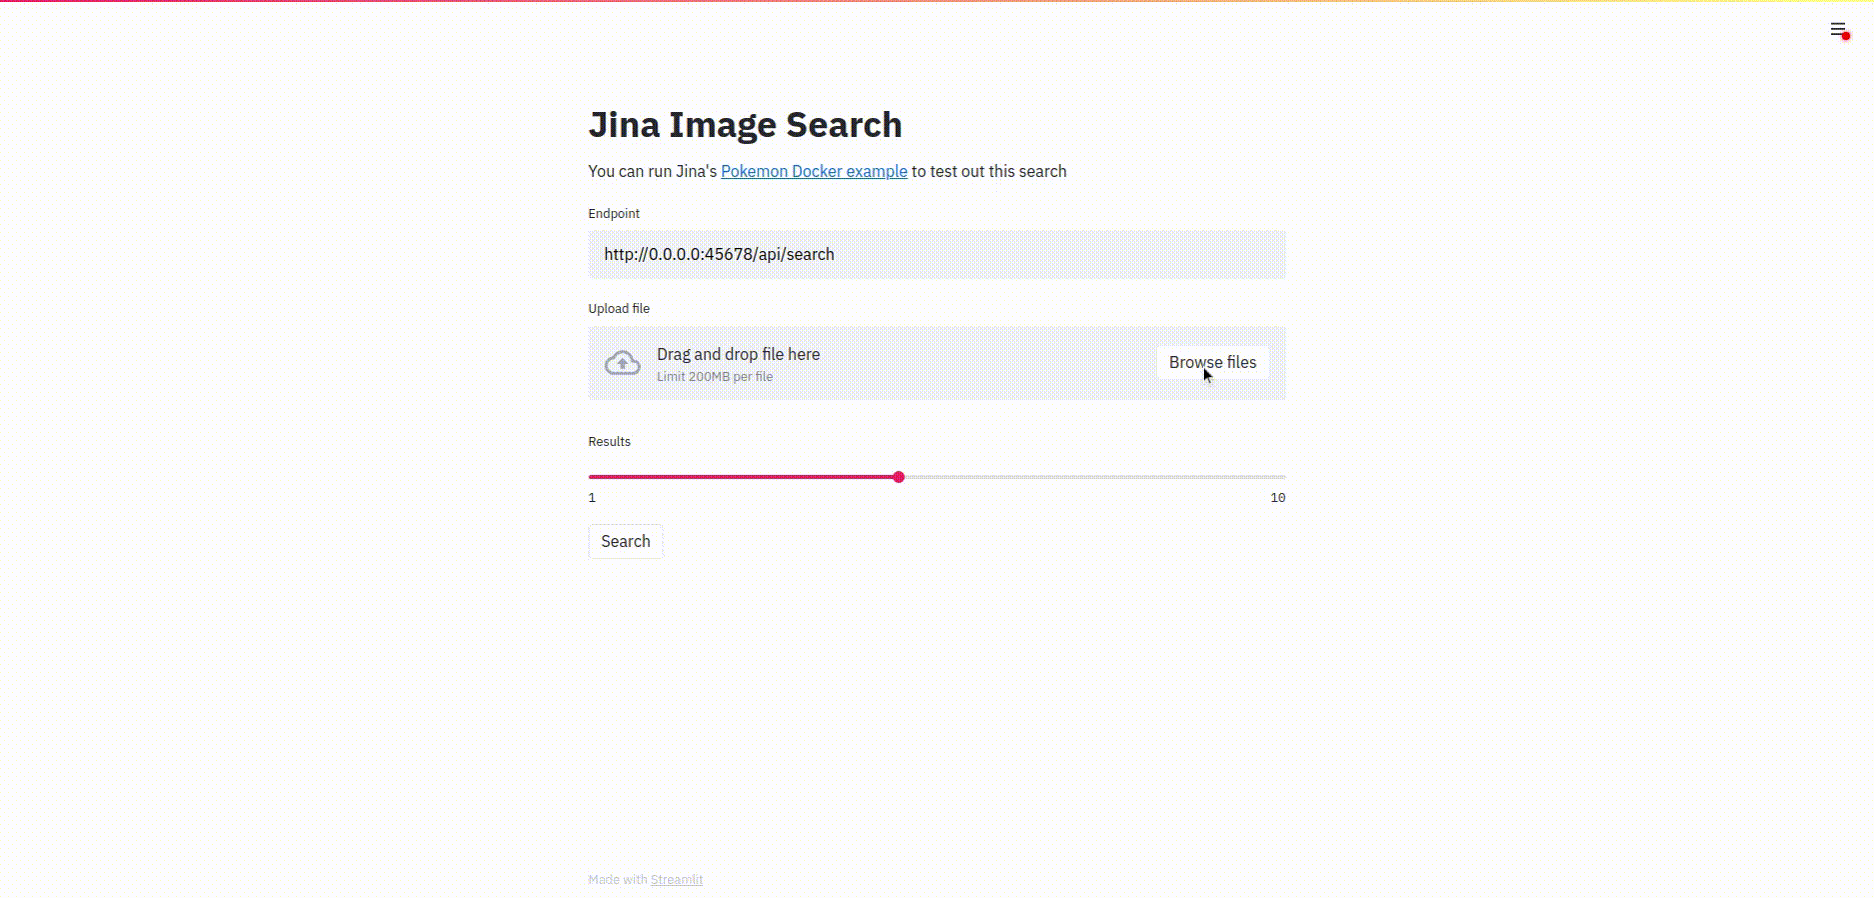 Jina Image Search
You can run Jina's Pokemon Docker example to test out this search
Endpoint
http://0.0.0.0:45678/api/search
Upload file
Drag and drop file here
Limit 200MB per file
Browse files
Results
1 10
Search
Made with Streamlit